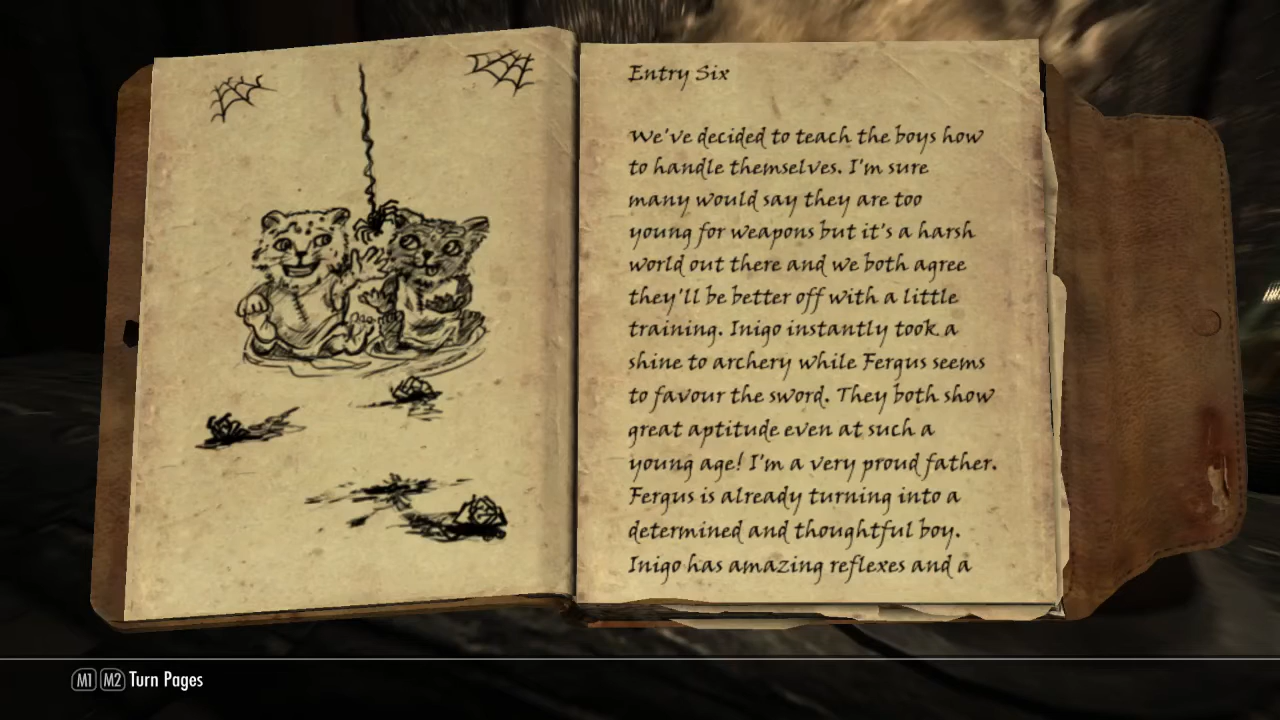 Entry Six
We've decided to teach the boys how
to handle themselves. I'm sure
many would say they are too
young for weapons but it's a harsh
world out there and we both agree
they'll be better off with a little
training. Inigo instantly took a
shine to archery while Fergus seems
to favour the sword. They both show
great aptitude even at such a
young age! I'm a very proud father.
Fergus is already turning into a
determined and thoughtful boy.
Inigo has amazing reflexes and a
M1 M2 Turn Pages